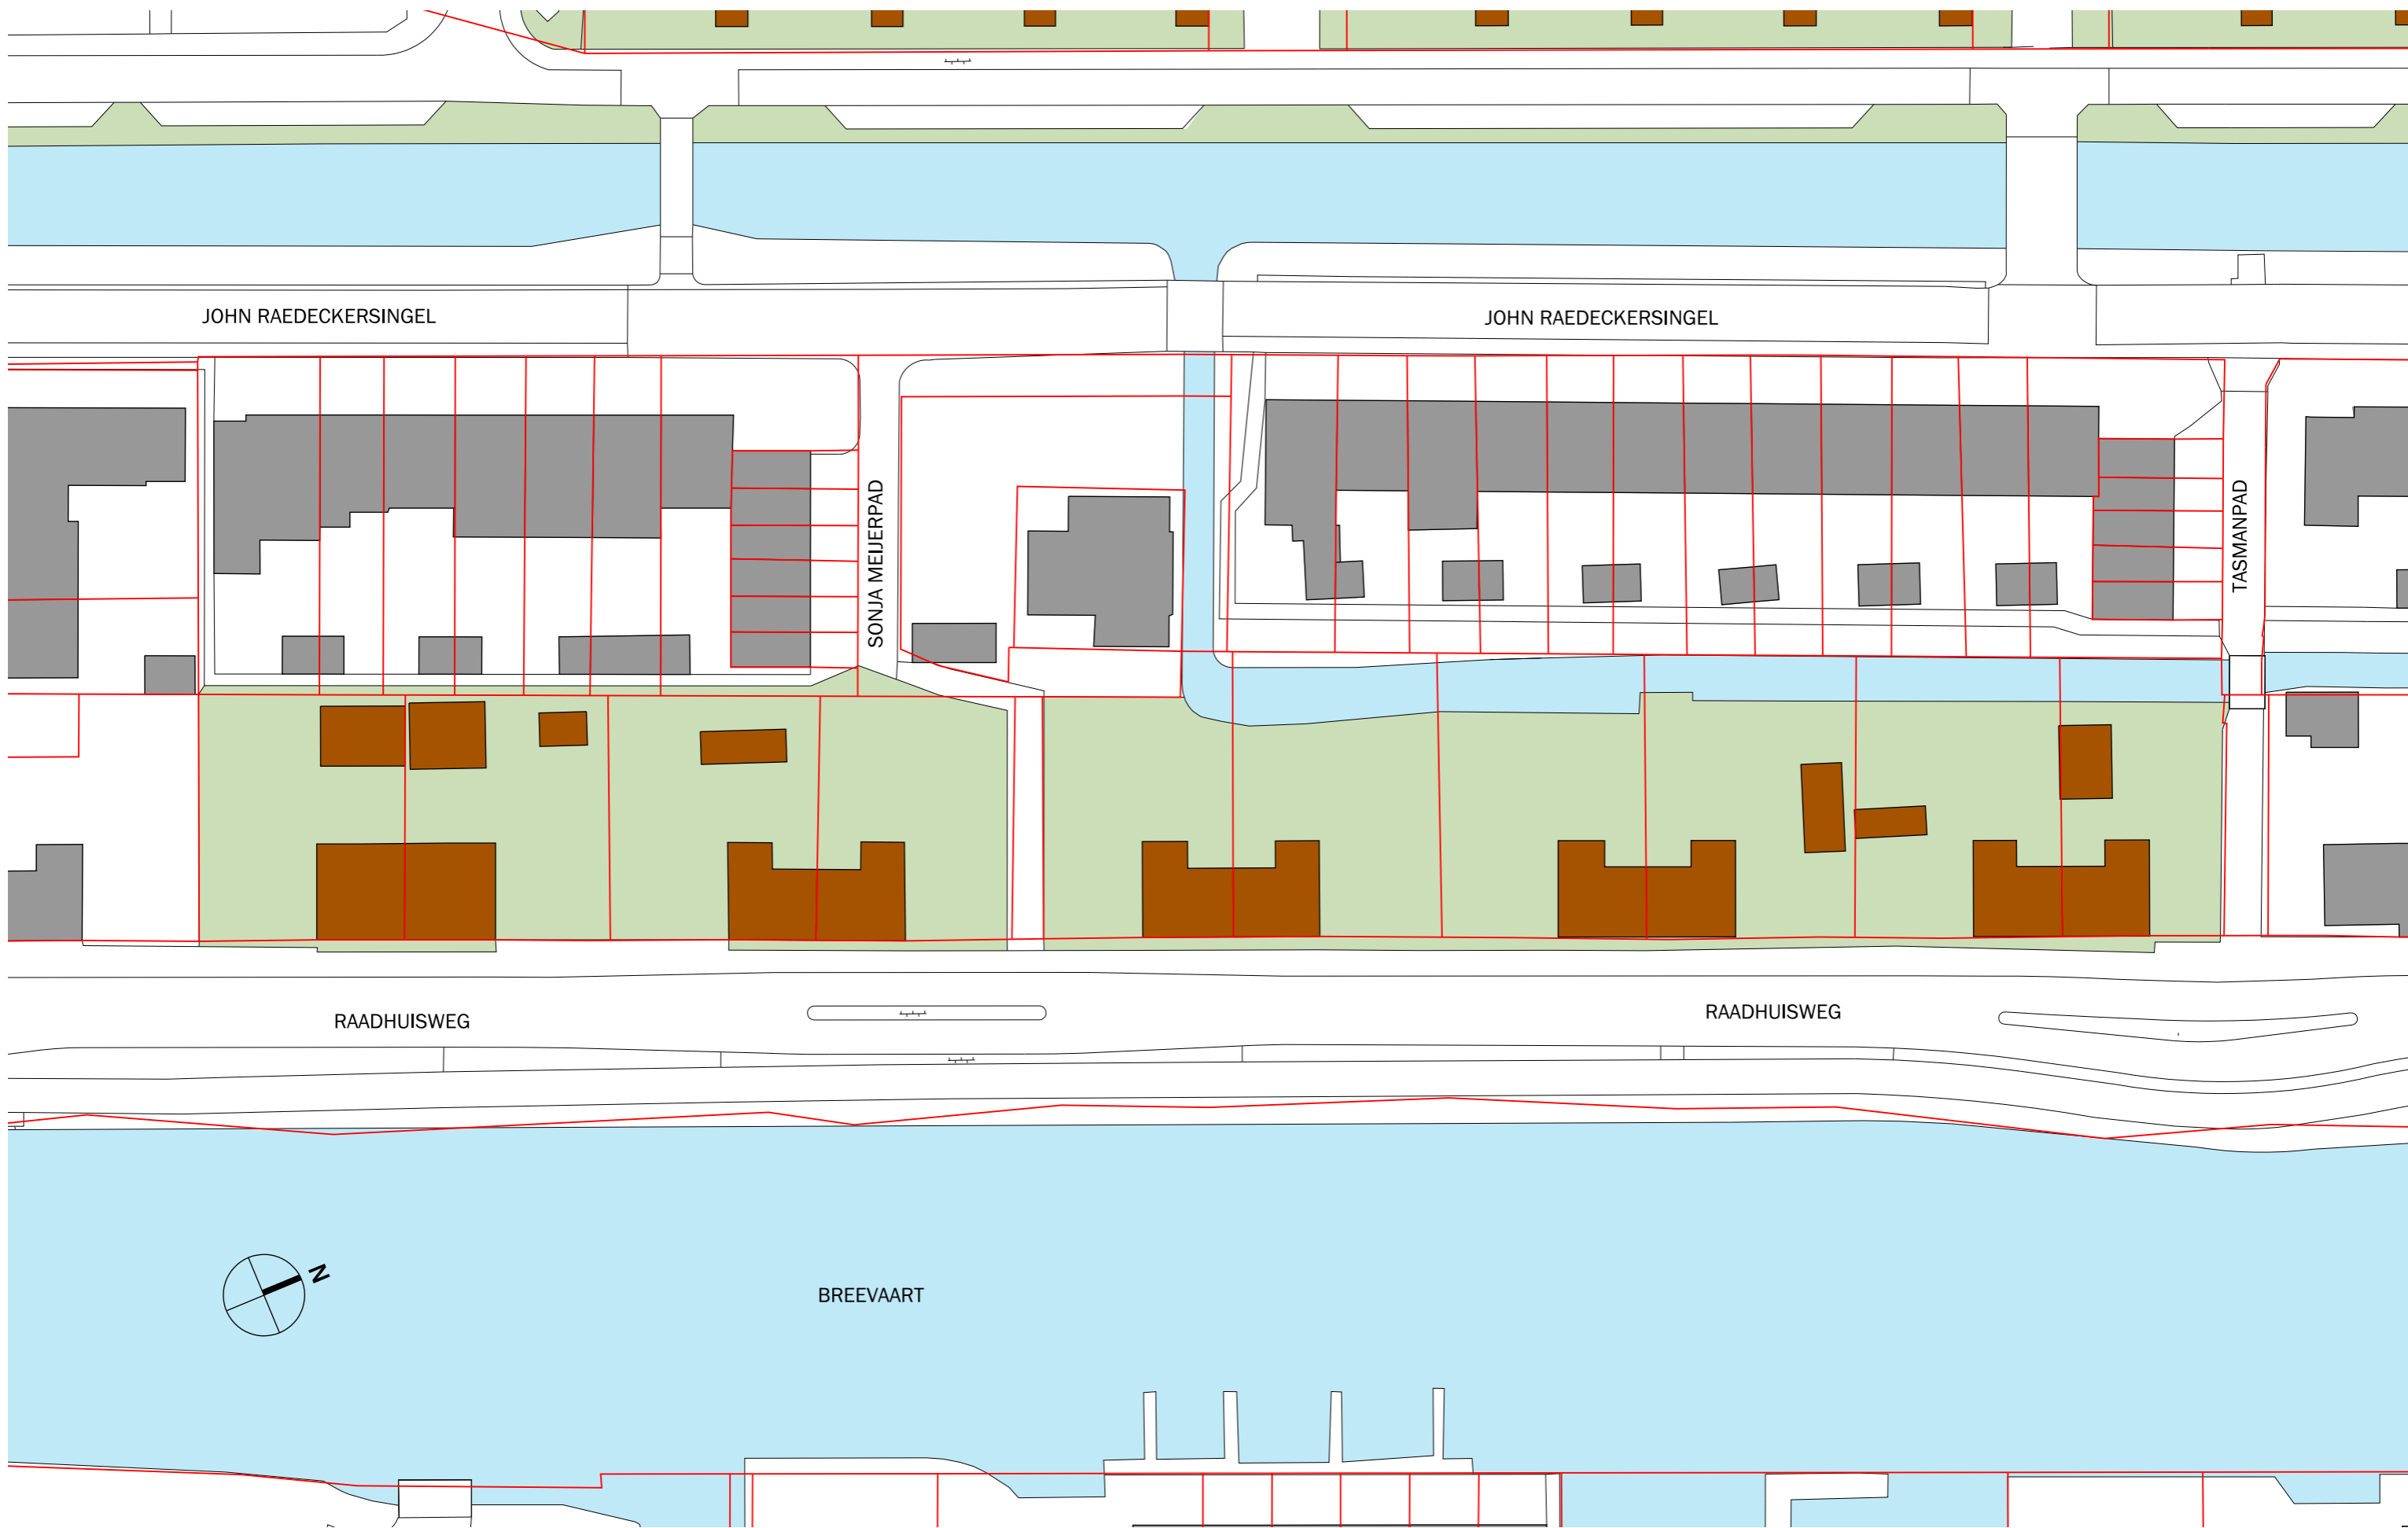 JOHN RAEDECKERSINGEL
JOHN RAEDECKERSINGEL
SONJA MEIJERPAD
TASMANPAD
RAADHUISWEG
RAADHUISWEG
N
BREEVAART